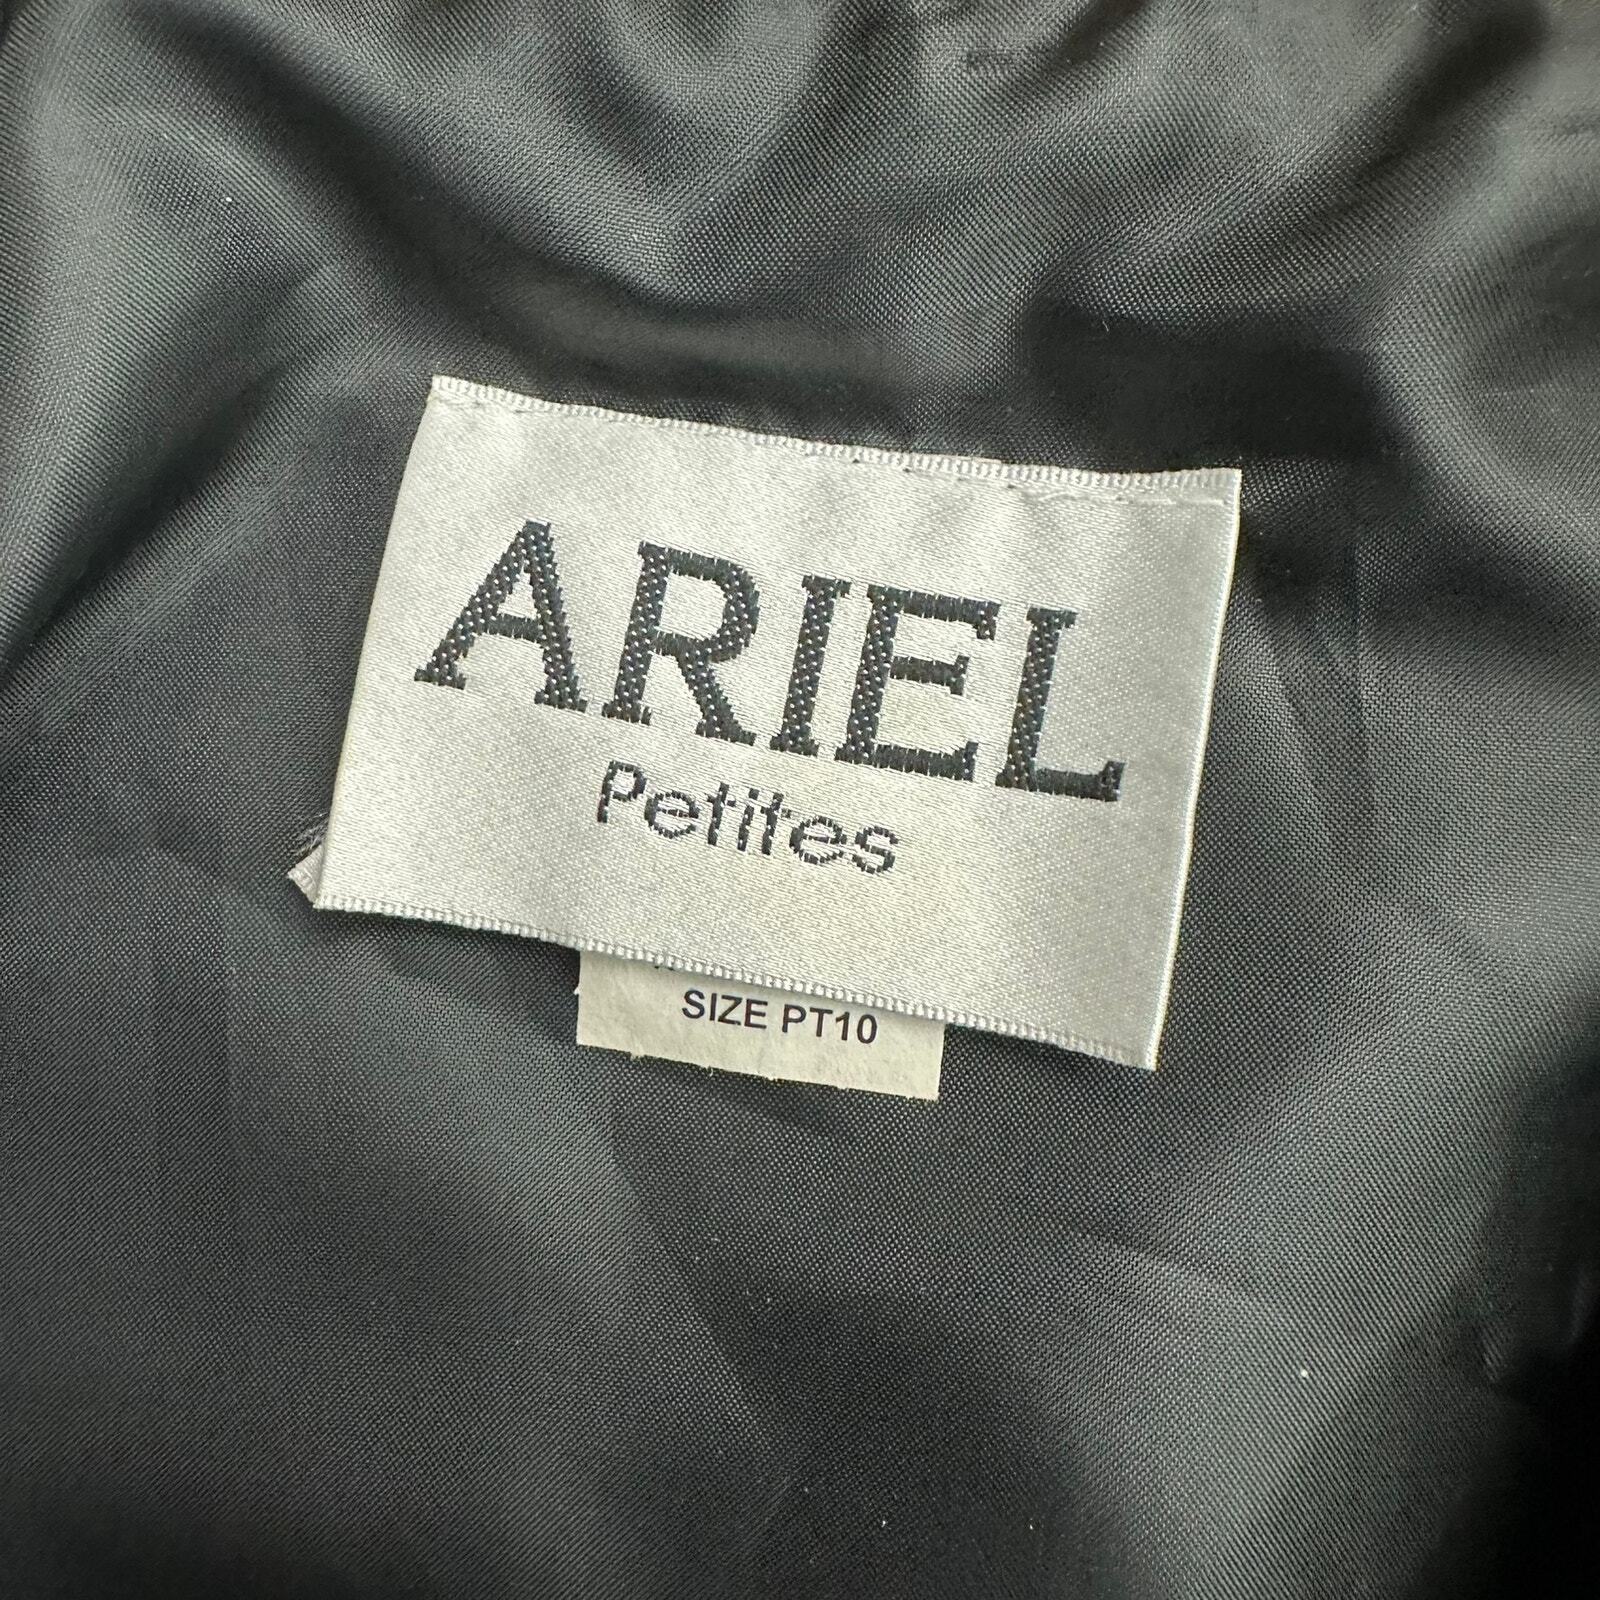 ARIEL
Petites
SIZE PT10